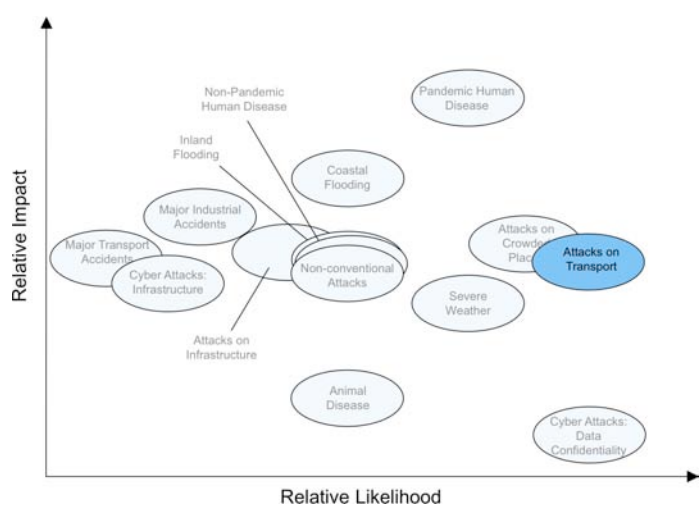 Non-Pandemic
Human Disease
Pandemic Human
Disease
Inland
Flooding
Coastal
Flooding
Major Industrial
Accidents
Major Transport
Accidents
Cyber Attacks:
Infrastructure
Non-conventional
Attacks
Attacks on
Crowded
Attacks on
Transport
Severe
Weather
Attacks on
Infrastructure
Animal
Disease
Cyber Attacks:
Data
Confidentiality
Relative Impact
Relative Likelihood